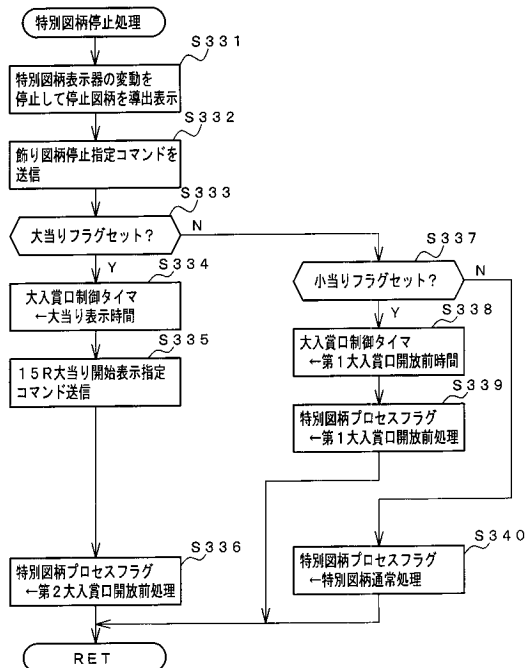 特別図柄停止処理
S331
特別図柄表示器の変動を
停止して停止図柄を導出表示
S332
飾り図柄停止指定コマンドを
送信
S333
大当りフラグセット?
N
Y
S334
大入賞口制御タイマ
←大当り表示時間
S335
15R大当り開始表示指定
コマンド送信
S336
特別図柄プロセスフラグ
←第2大入賞口開放前処理
S337
小当りフラグセット?
N
Y
S338
大入賞口制御タイマ
←第1大入賞口開放前時間
S339
特別図柄プロセスフラグ
←第1大入賞口開放前処理
S340
特別図柄プロセスフラグ
←特別図柄通常処理
RET